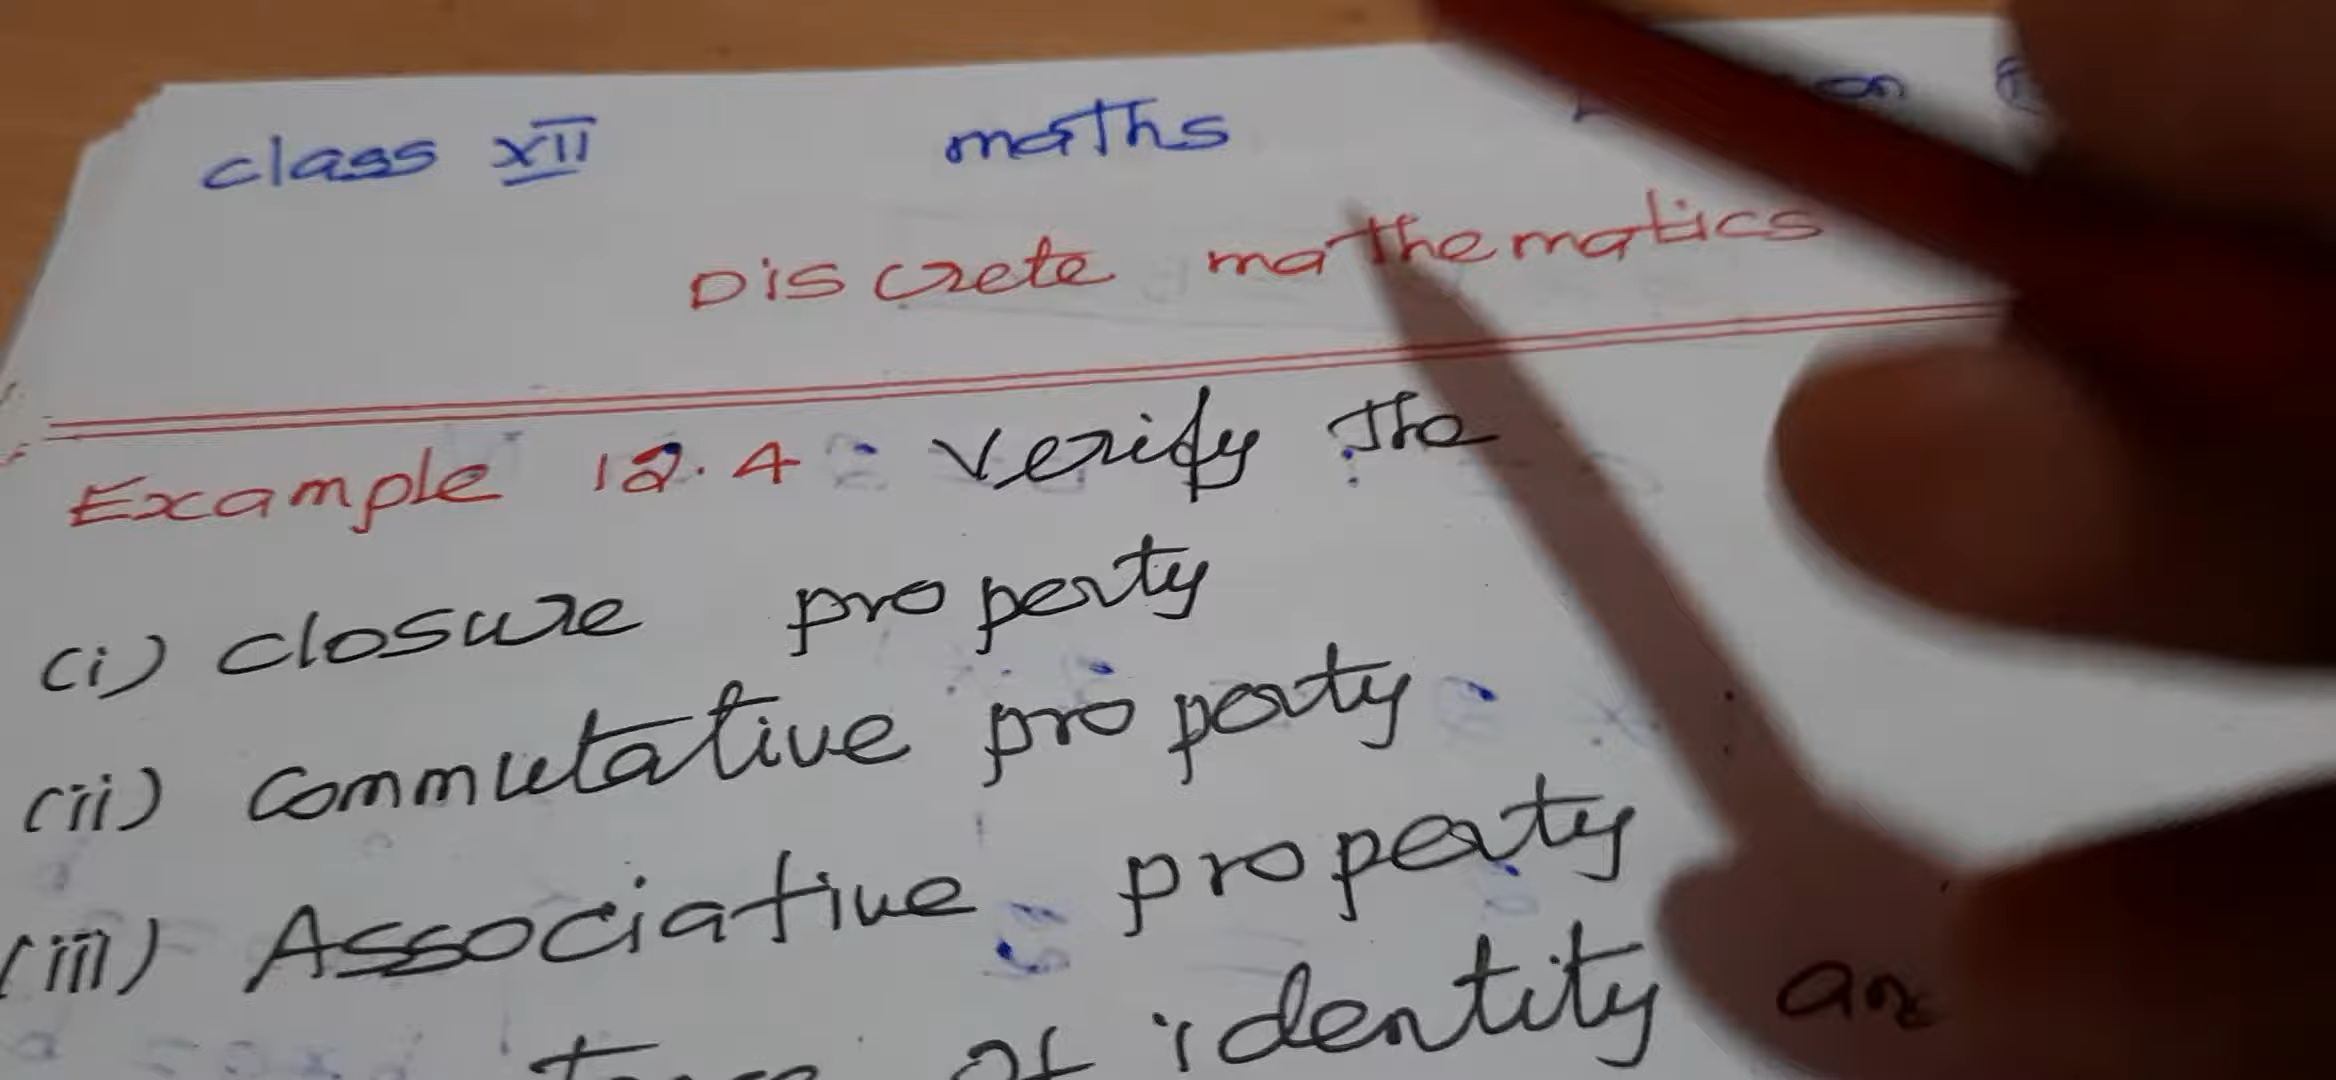 class XII maths
Discrete mathematics
Example 12.4 : Verify the
(i) closure property
(ii) commutative property
(iii) Associative property
of identity